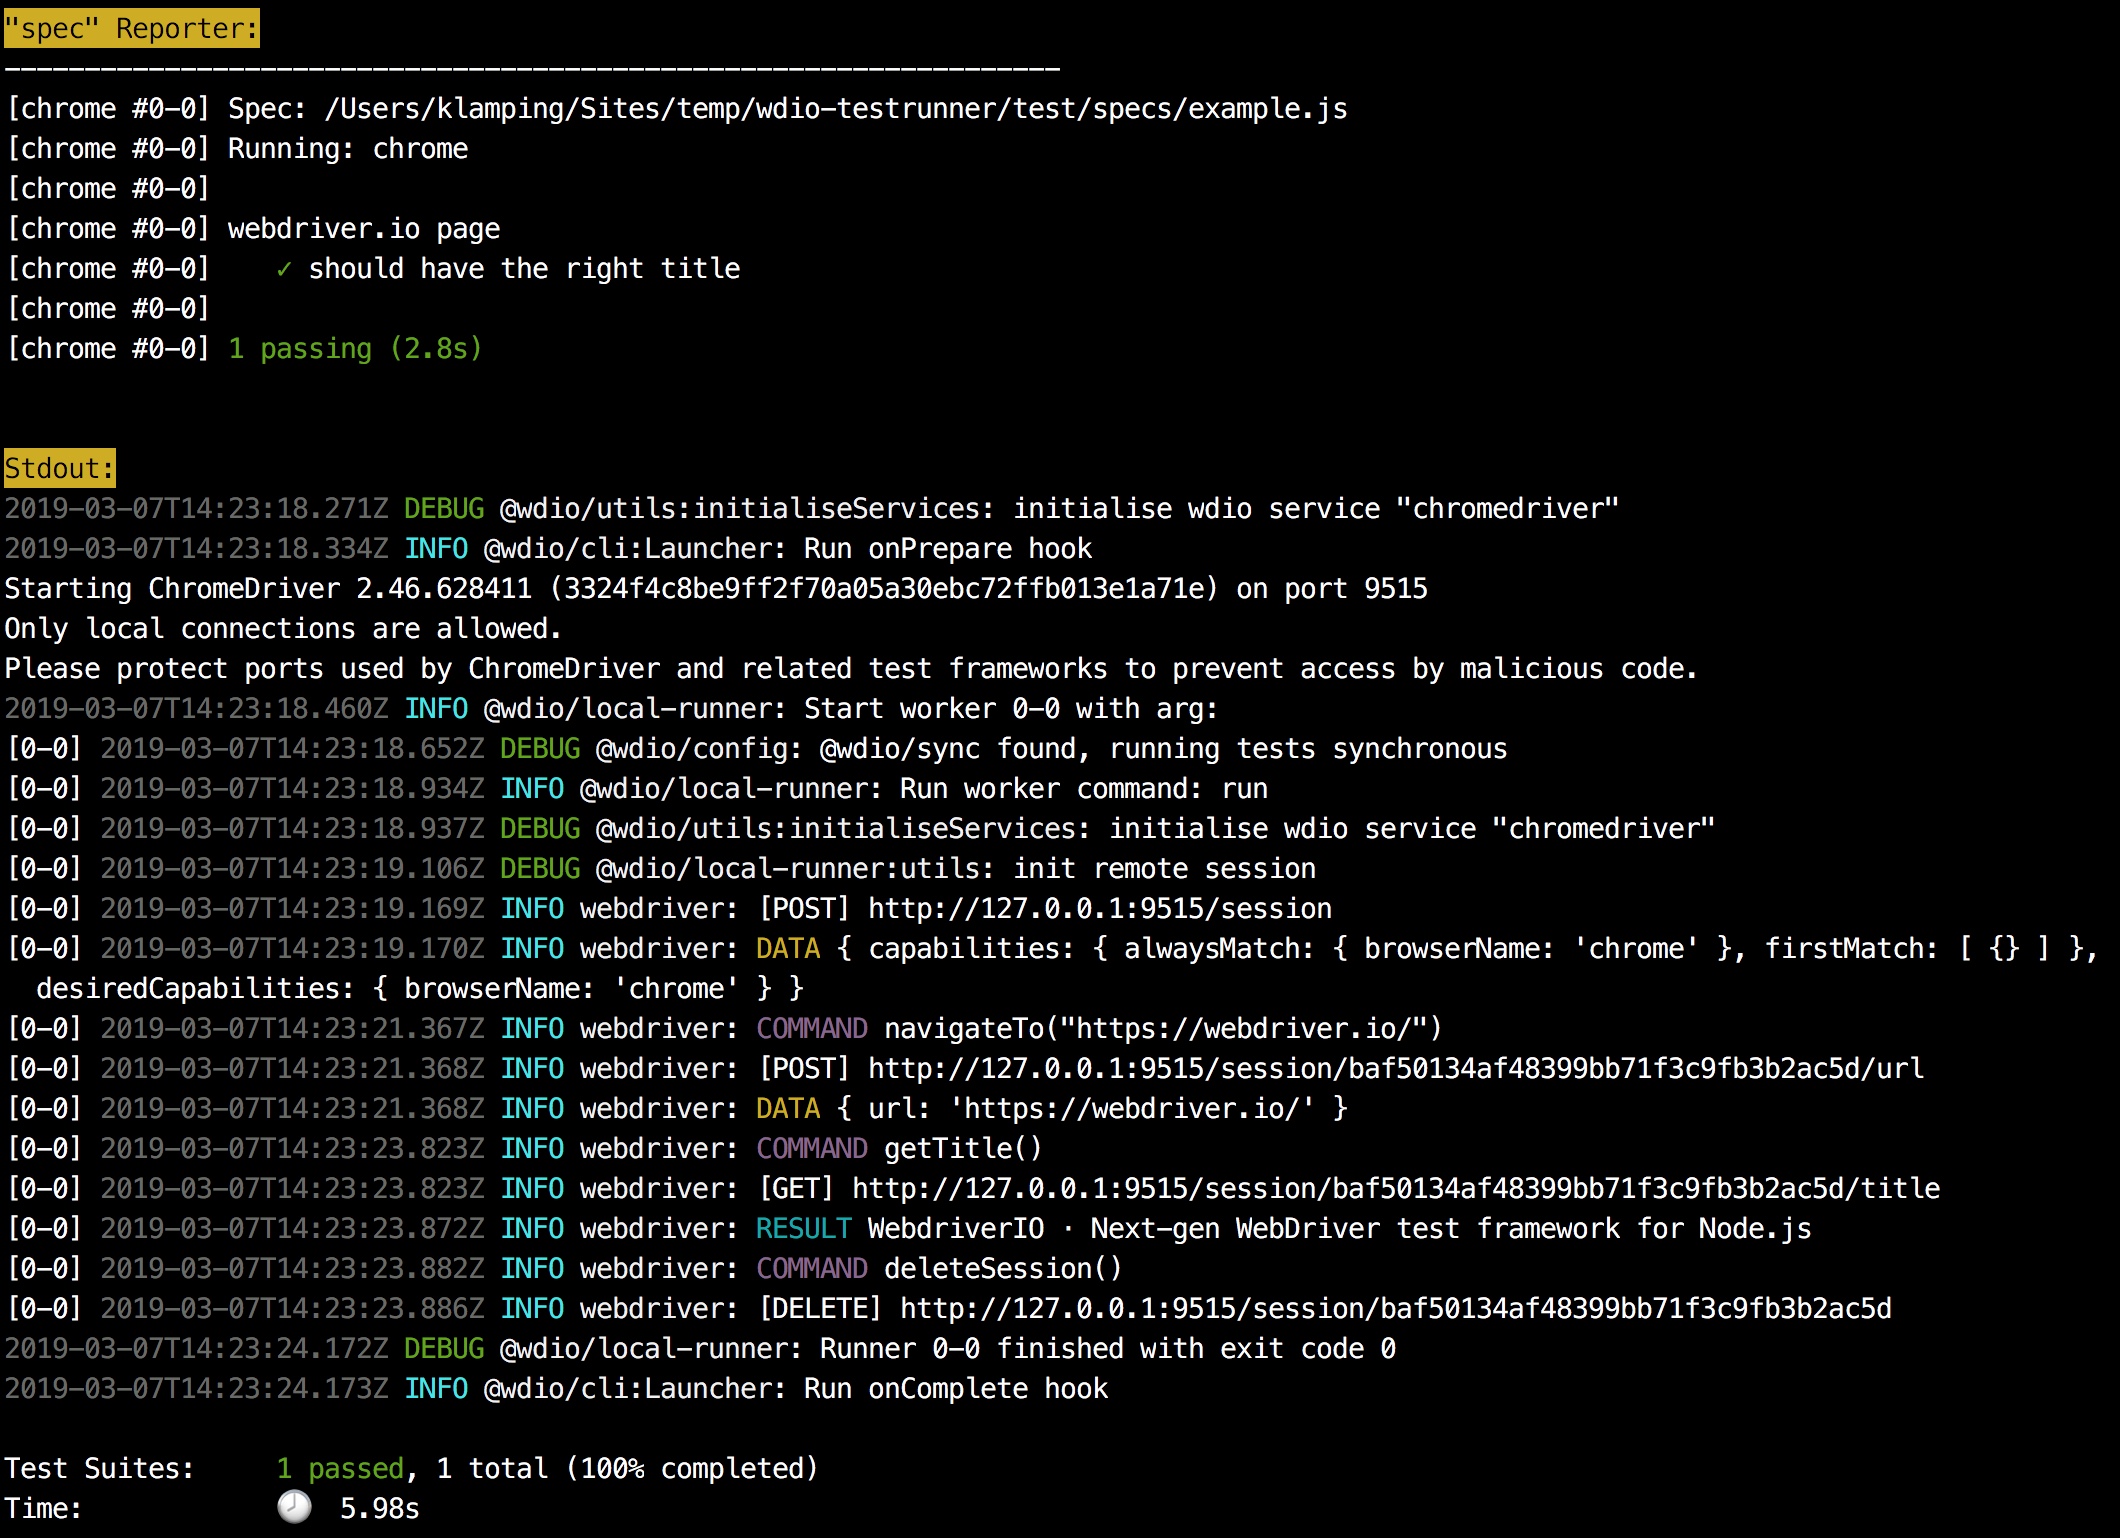 "spec" Reporter:
------------------------------------------------------------------
[chrome #0-0] Spec: /Users/klamping/Sites/temp/wdio-testrunner/test/specs/example.js
[chrome #0-0] Running: chrome
[chrome #0-0]
[chrome #0-0] webdriver.io page
[chrome #0-0]    ✓ should have the right title
[chrome #0-0]
[chrome #0-0] 1 passing (2.8s)
Stdout:
2019-03-07T14:23:18.271Z DEBUG @wdio/utils:initialiseServices: initialise wdio service "chromedriver"
2019-03-07T14:23:18.334Z INFO @wdio/cli:Launcher: Run onPrepare hook
Starting ChromeDriver 2.46.628411 (3324f4c8be9ff2f70a05a30ebc72ffb013e1a71e) on port 9515
Only local connections are allowed.
Please protect ports used by ChromeDriver and related test frameworks to prevent access by malicious code.
2019-03-07T14:23:18.460Z INFO @wdio/local-runner: Start worker 0-0 with arg:
[0-0] 2019-03-07T14:23:18.652Z DEBUG @wdio/config: @wdio/sync found, running tests synchronous
[0-0] 2019-03-07T14:23:18.934Z INFO @wdio/local-runner: Run worker command: run
[0-0] 2019-03-07T14:23:18.937Z DEBUG @wdio/utils:initialiseServices: initialise wdio service "chromedriver"
[0-0] 2019-03-07T14:23:19.106Z DEBUG @wdio/local-runner:utils: init remote session
[0-0] 2019-03-07T14:23:19.169Z INFO webdriver: [POST] http://127.0.0.1:9515/session
[0-0] 2019-03-07T14:23:19.170Z INFO webdriver: DATA { capabilities: { alwaysMatch: { browserName: 'chrome' }, firstMatch: [ {} ] },
  desiredCapabilities: { browserName: 'chrome' } }
[0-0] 2019-03-07T14:23:21.367Z INFO webdriver: COMMAND navigateTo("https://webdriver.io/")
[0-0] 2019-03-07T14:23:21.368Z INFO webdriver: [POST] http://127.0.0.1:9515/session/baf50134af48399bb71f3c9fb3b2ac5d/url
[0-0] 2019-03-07T14:23:21.368Z INFO webdriver: DATA { url: 'https://webdriver.io/' }
[0-0] 2019-03-07T14:23:23.823Z INFO webdriver: COMMAND getTitle()
[0-0] 2019-03-07T14:23:23.823Z INFO webdriver: [GET] http://127.0.0.1:9515/session/baf50134af48399bb71f3c9fb3b2ac5d/title
[0-0] 2019-03-07T14:23:23.872Z INFO webdriver: RESULT WebdriverIO · Next-gen WebDriver test framework for Node.js
[0-0] 2019-03-07T14:23:23.882Z INFO webdriver: COMMAND deleteSession()
[0-0] 2019-03-07T14:23:23.886Z INFO webdriver: [DELETE] http://127.0.0.1:9515/session/baf50134af48399bb71f3c9fb3b2ac5d
2019-03-07T14:23:24.172Z DEBUG @wdio/local-runner: Runner 0-0 finished with exit code 0
2019-03-07T14:23:24.173Z INFO @wdio/cli:Launcher: Run onComplete hook
Test Suites:     1 passed, 1 total (100% completed)
Time:            🕗  5.98s